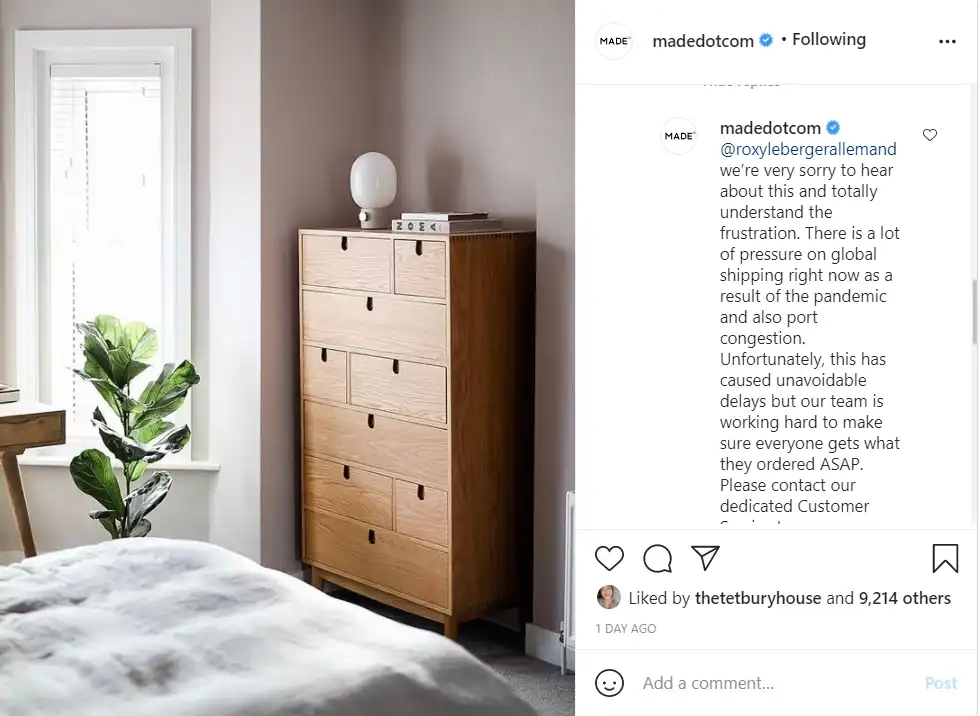 MADE
madedotcom • Following
MADE
madedotcom
@roxylebergerallemand
we’re very sorry to hear
about this and totally
understand the
frustration. There is a lot
of pressure on global
shipping right now as a
result of the pandemic
and also port
congestion.
Unfortunately, this has
caused unavoidable
delays but our team is
working hard to make
sure everyone gets what
they ordered ASAP.
Please contact our
dedicated Customer
Liked by thetetburyhouse and 9,214 others
1 DAY AGO
Add a comment...
Post
NOMA